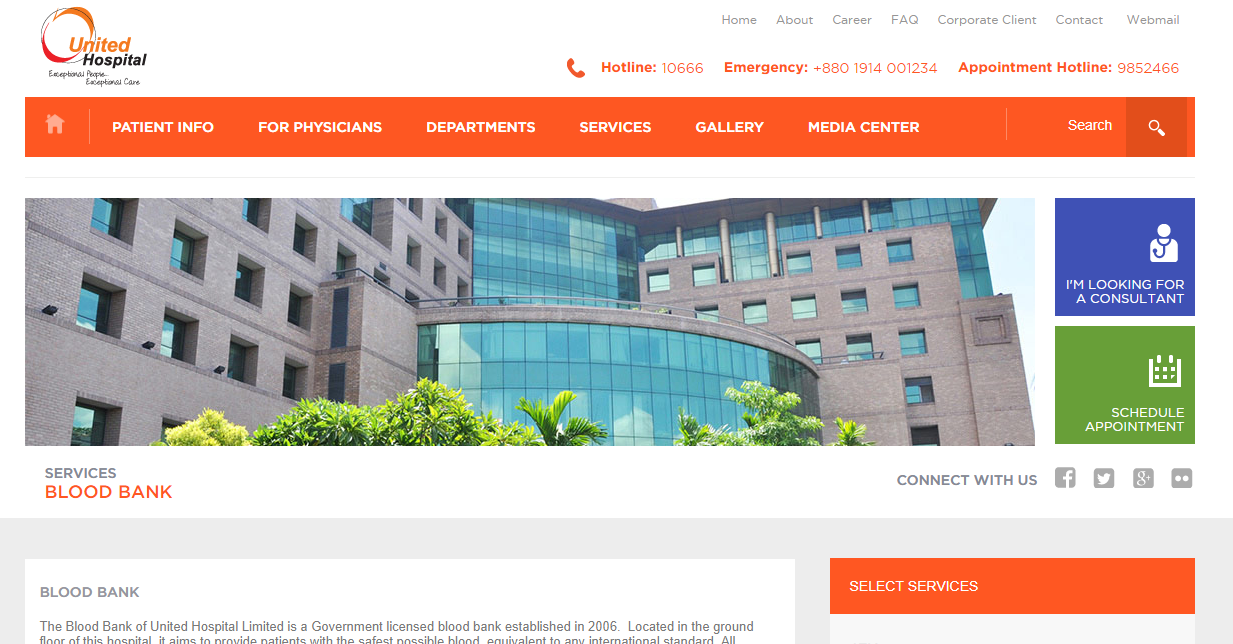 United
Hospital
Exceptional People...
Exceptional Care
Home About Career FAQ Corporate Client Contact Webmail
Hotline: 10666 Emergency: +880 1914 001234 Appointment Hotline: 9852466
PATIENT INFO FOR PHYSICIANS DEPARTMENTS SERVICES GALLERY MEDIA CENTER Search
I'M LOOKING FOR
A CONSULTANT
SCHEDULE
APPOINTMENT
SERVICES
BLOOD BANK
CONNECT WITH US
BLOOD BANK
SELECT SERVICES
The Blood Bank of United Hospital Limited is a Government licensed blood bank established in 2006. Located in the ground
floor of this hospital, it aims to provide patients with the safest possible blood, equivalent to any international standard. All